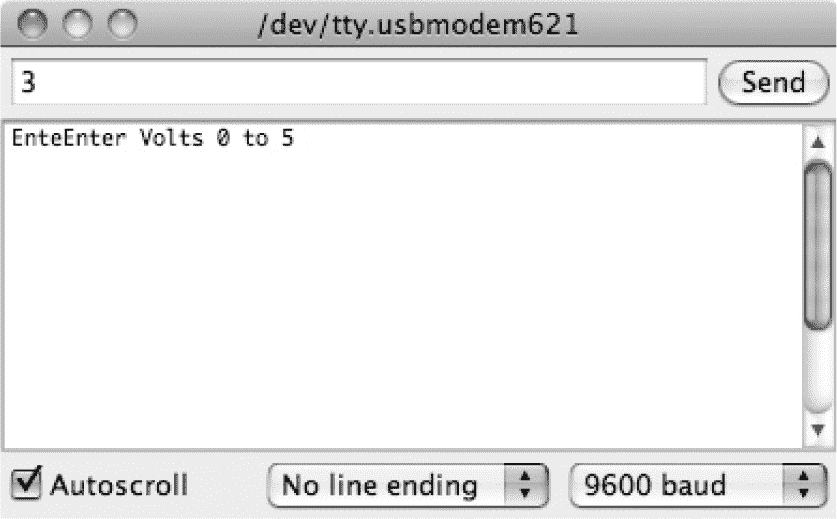 /dev/tty.usbmodem621
3
Send
EnteEnter Volts 0 to 5
Autoscroll
No line ending
9600 baud